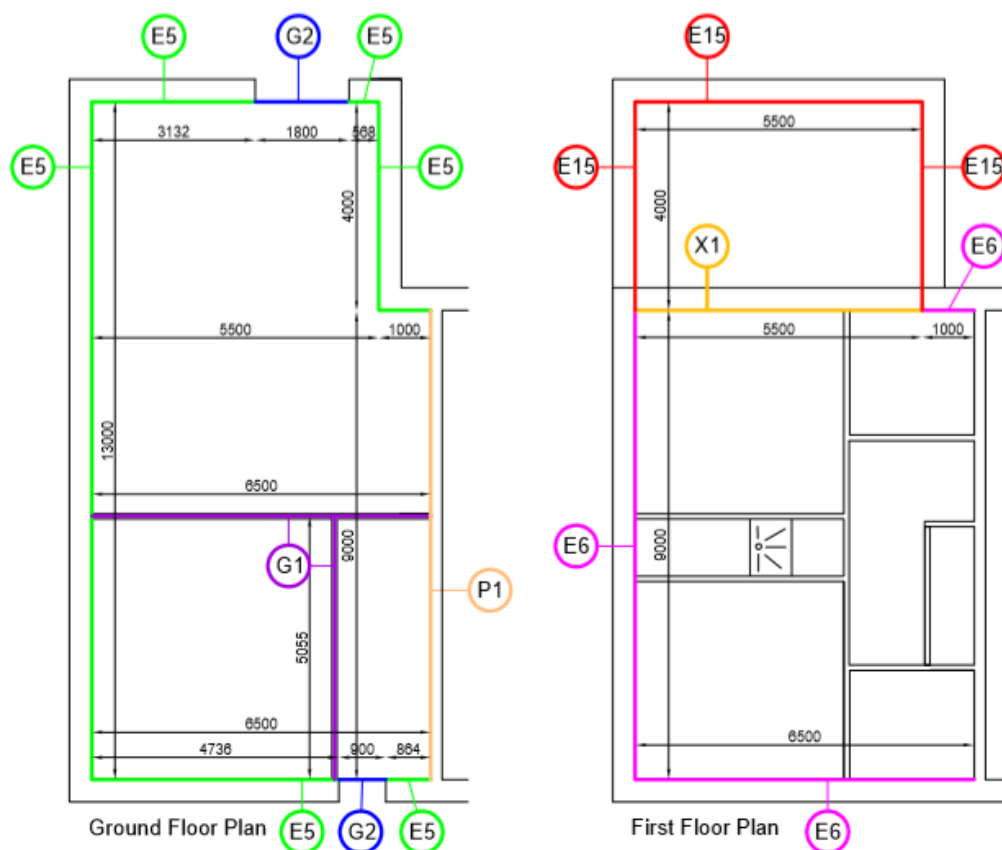 E5 G2 E5
3132 1800 568
E5 E5
4000
5500 1000
13000
6500
G1
9000
P1
5055
6500
4736 900 864
Ground Floor Plan E5 G2 E5
E15
5500
E15 E15
4000
X1 E6
5500 1000
E6
9000
6500
First Floor Plan E6